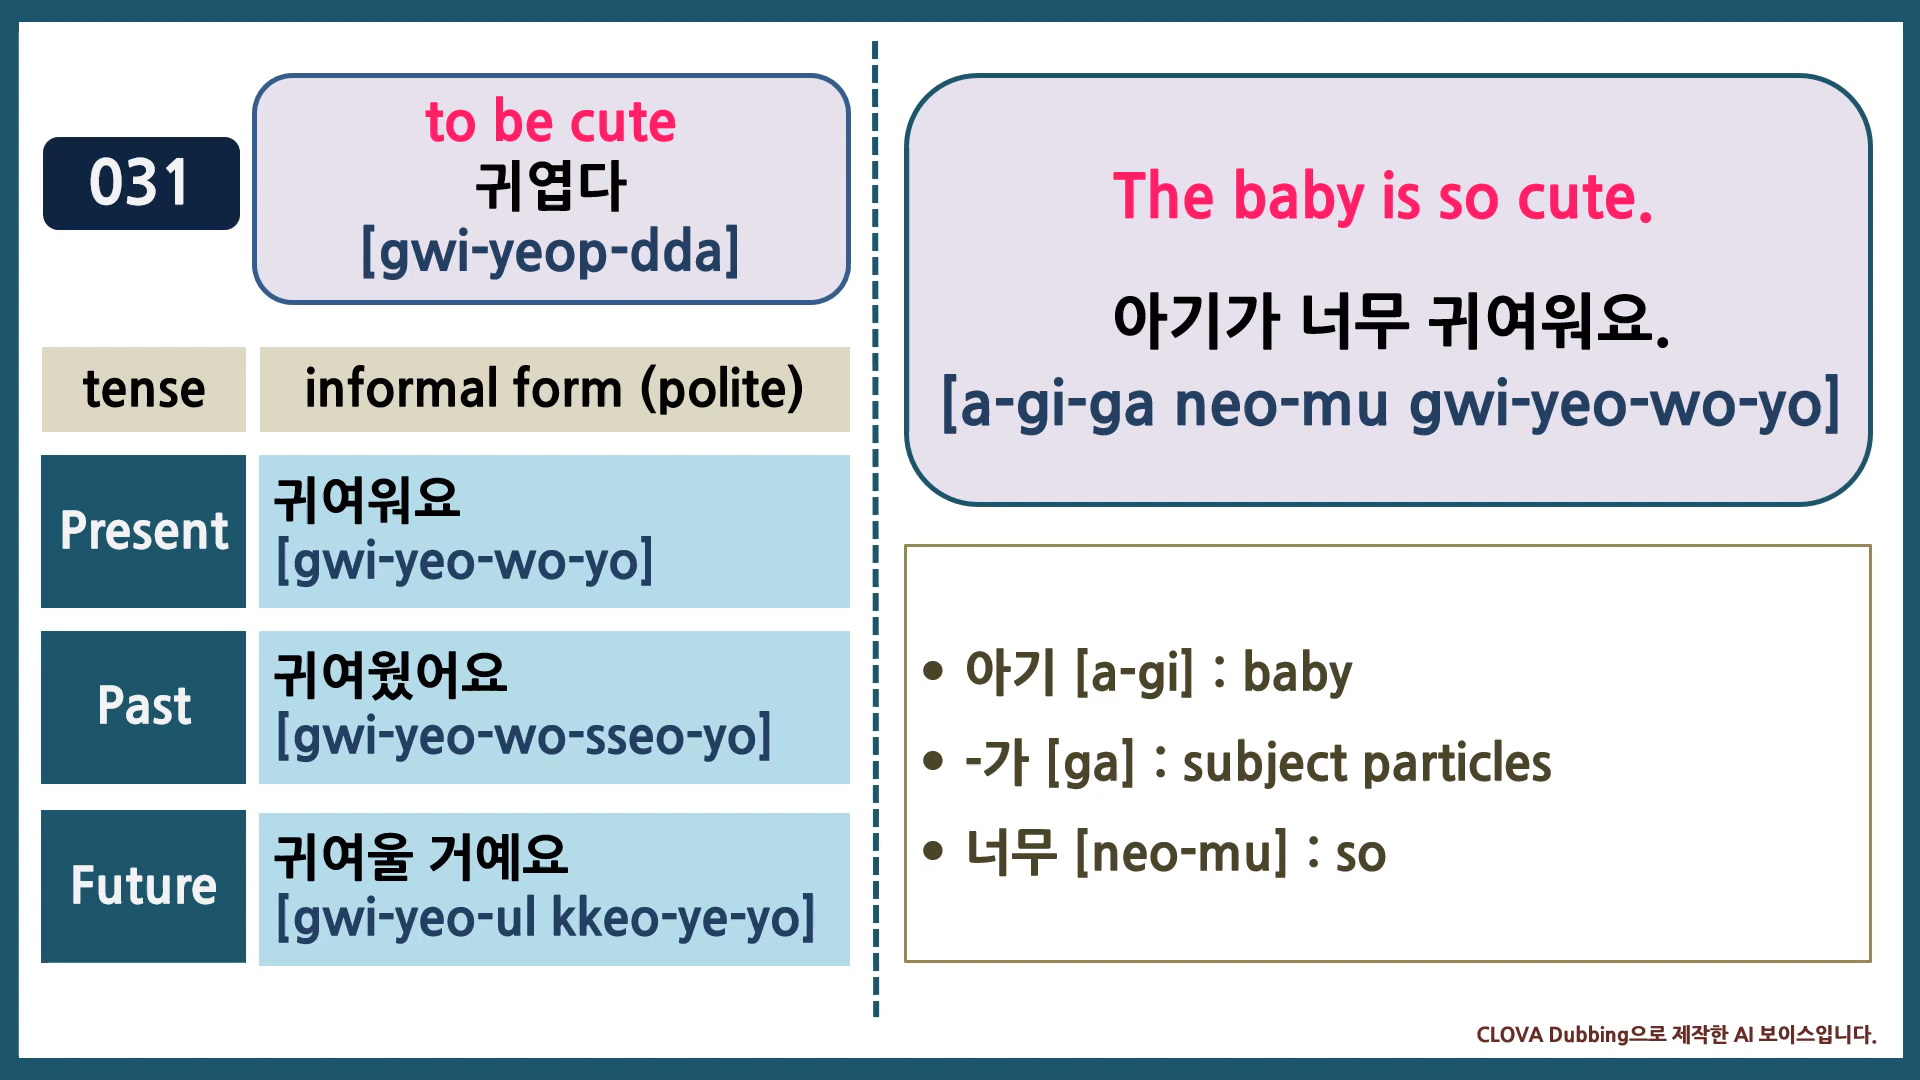 031
to be cute
귀엽다
[gwi-yeop-dda]
tense
informal form (polite)
Present
귀여워요
[gwi-yeo-wo-yo]
Past
귀여웠어요
[gwi-yeo-wo-sseo-yo]
Future
귀여울 거예요
[gwi-yeo-ul kkeo-ye-yo]
The baby is so cute.
아기가 너무 귀여워요.
[a-gi-ga neo-mu gwi-yeo-wo-yo]
• 아기 [a-gi] : baby
• -가 [ga] : subject particles
• 너무 [neo-mu] : so
CLOVA Dubbing으로 제작한 AI 보이스입니다.